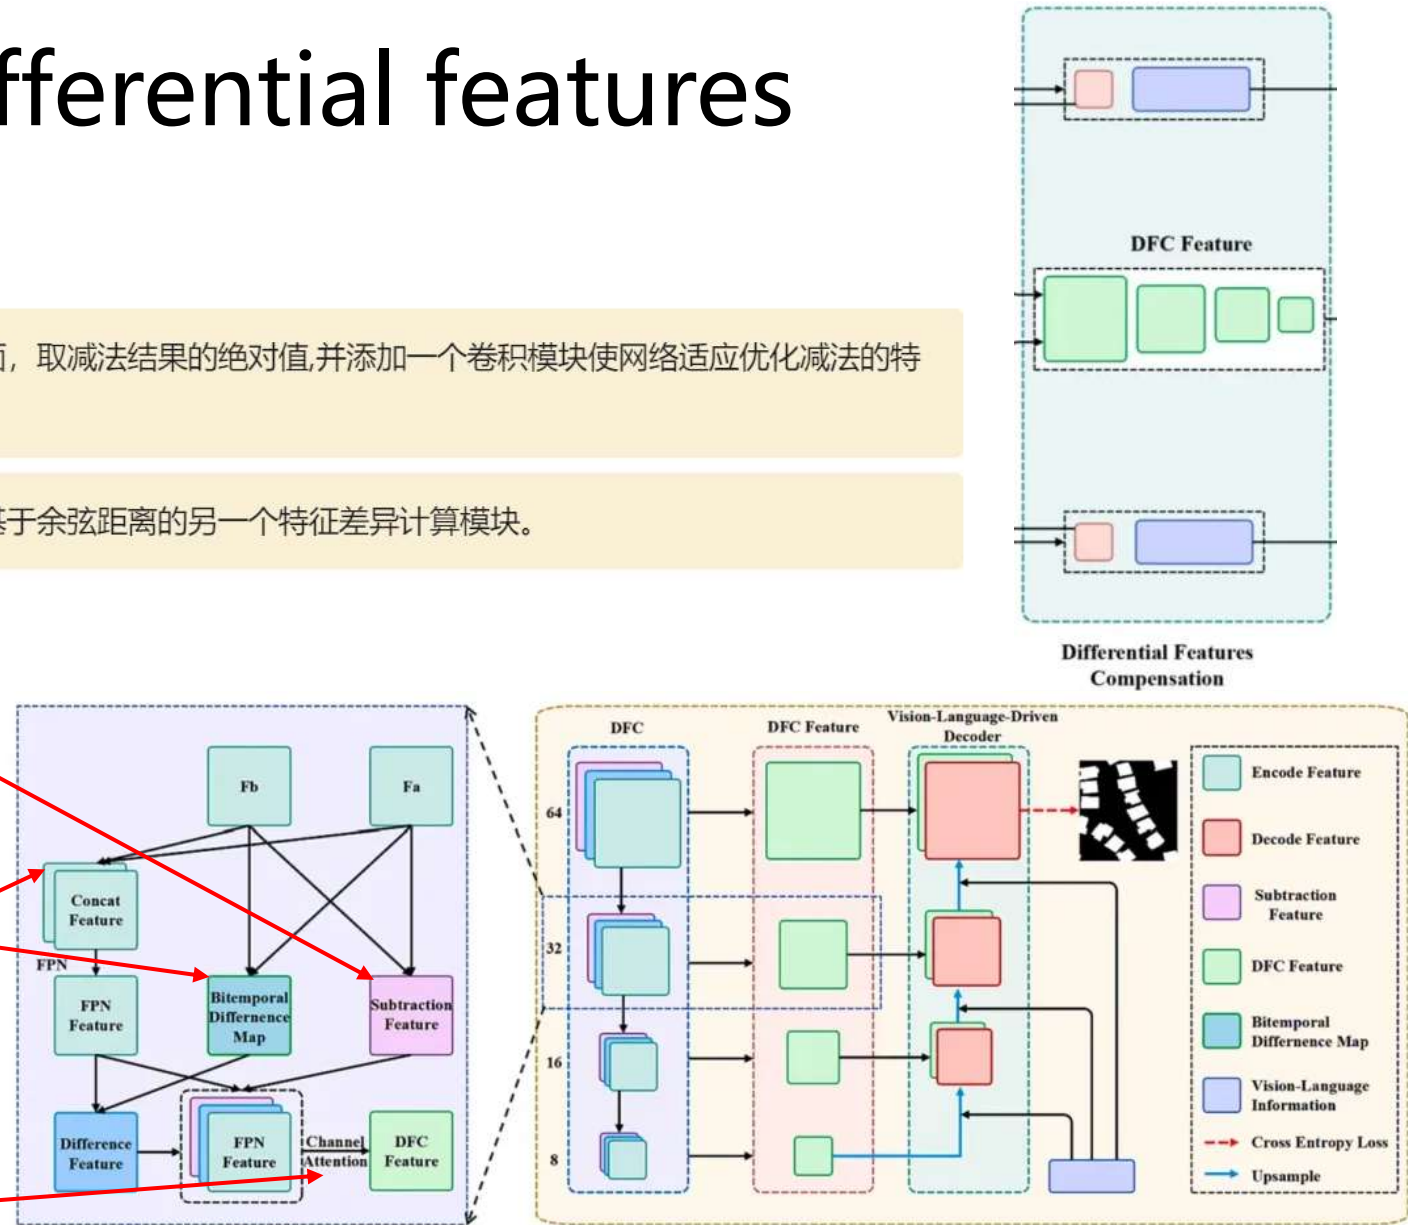 fferential features
DFC Feature
面，取减法结果的绝对值,并添加一个卷积模块使网络适应优化减法的特
基于余弦距离的另一个特征差异计算模块。
Differential Features
Compensation
Fb
Fa
Concat
Feature
FPN
FPN
Feature
Bitemporal
Differnence
Map
Subtraction
Feature
Difference
Feature
FPN
Feature
Channel
Attention
DFC
Feature
DFC
DFC Feature
Vision-Language-Driven
Decoder
64
32
16
8
Encode Feature
Decode Feature
Subtraction
Feature
DFC Feature
Bitemporal
Differnence Map
Vision-Language
Information
Cross Entropy Loss
Upsample